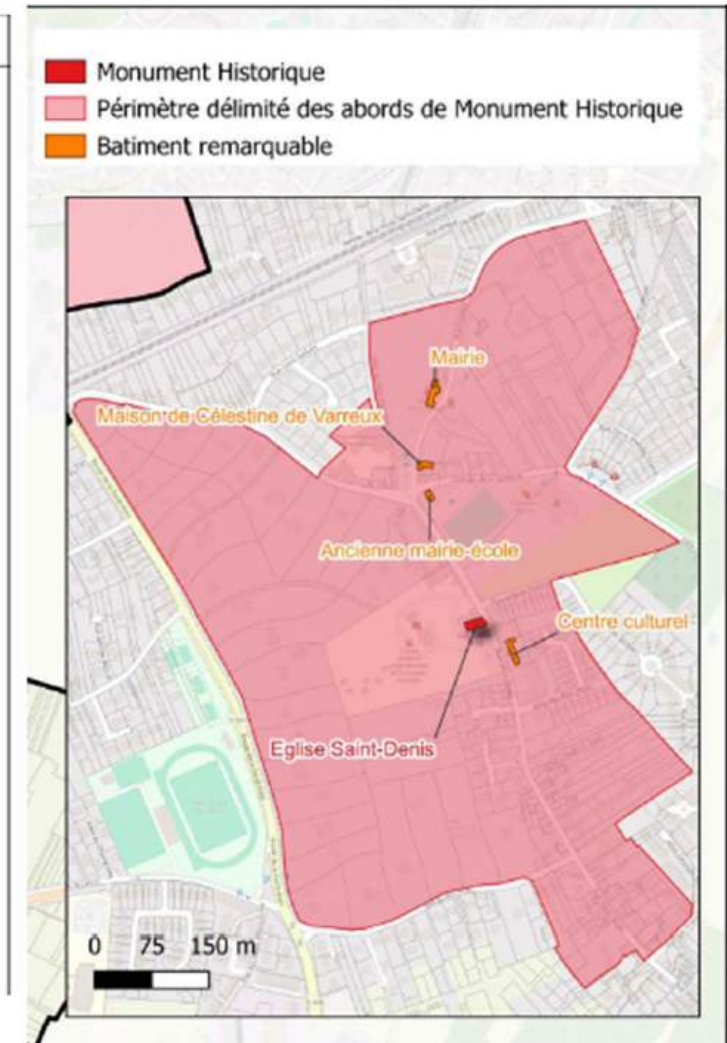 Monument Historique
Périmètre délimité des abords de Monument Historique
Batiment remarquable
Mairie
Maison de Célestine de Varreux
Ancienne mairie-école
Centre culturel
Eglise Saint-Denis
0 75 150 m